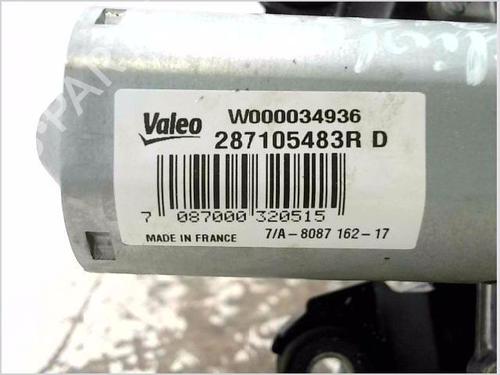 Valeo
W000034936
287105483R D
7 087000 320515
MADE IN FRANCE
7/A-8087 162-17